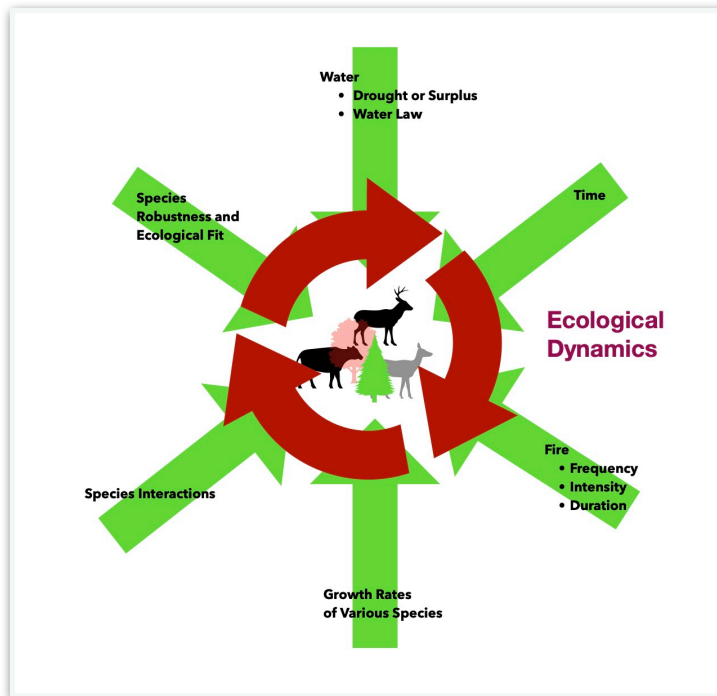 Water
• Drought or Surplus
• Water Law
Species
Robustness and
Ecological Fit
Time
Ecological
Dynamics
Fire
• Frequency
• Intensity
• Duration
Species Interactions
Growth Rates
of Various Species